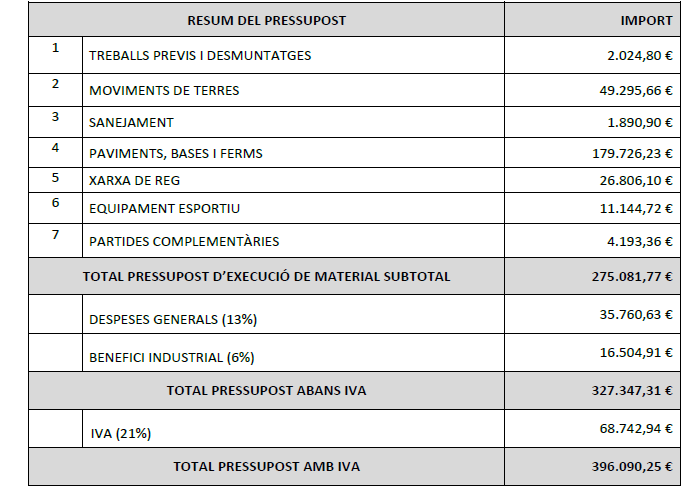 RESUM DEL PRESSUPOST IMPORT
1 TREBALLS PREVIS I DESMUNTATGES 2.024,80 €
2 MOVIMENTS DE TERRES 49.295,66 €
3 SANEJAMENT 1.890,90 €
4 PAVIMENTS, BASES I FERMS 179.726,23 €
5 XARXA DE REG 26.806,10 €
6 EQUIPAMENT ESPORTIU 11.144,72 €
7 PARTIDES COMPLEMENTÀRIES 4.193,36 €
TOTAL PRESSUPOST D’EXECUCIÓ DE MATERIAL SUBTOTAL 275.081,77 €
DESPESES GENERALS (13%) 35.760,63 €
BENEFICI INDUSTRIAL (6%) 16.504,91 €
TOTAL PRESSUPOST ABANS IVA 327.347,31 €
IVA (21%) 68.742,94 €
TOTAL PRESSUPOST AMB IVA 396.090,25 €